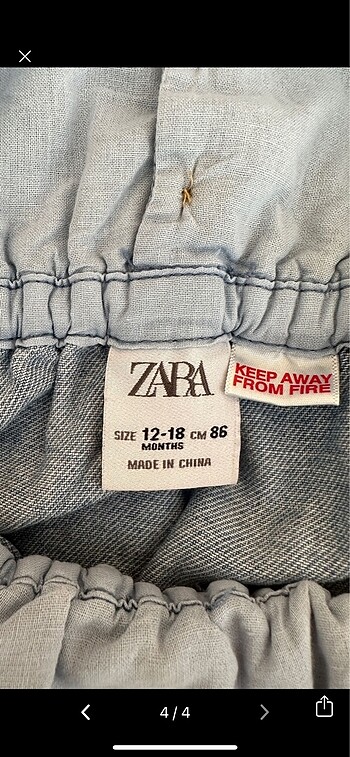 ZARA
KEEP AWAY
FROM FIRE
SIZE 12-18 CM 86
MONTHS
MADE IN CHINA
4/4